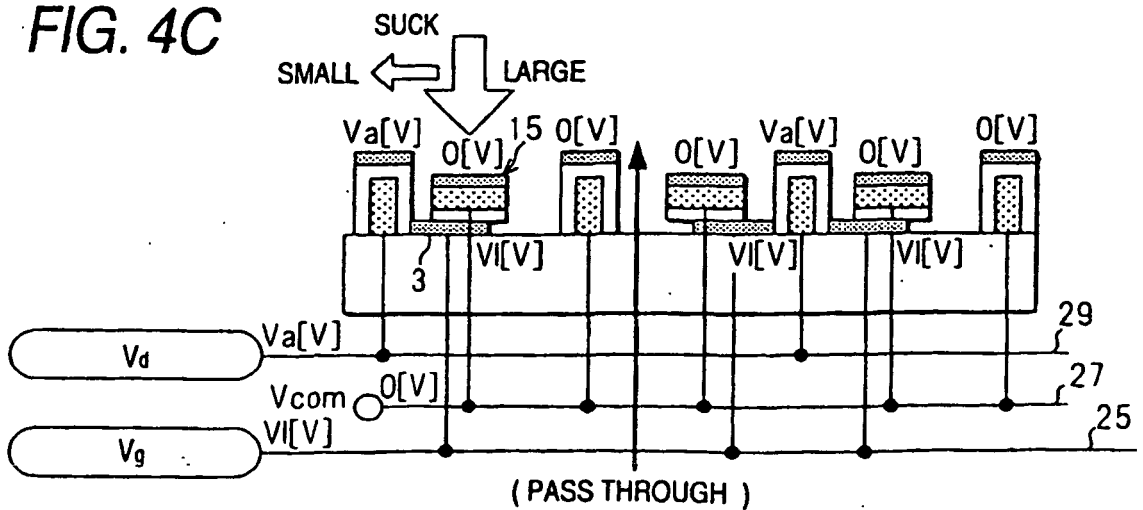 FIG. 4C
SUCK
SMALL
LARGE
Va[V]
0[V]
15
0[V]
0[V]
Va[V]
0[V]
0[V]
3
Vl[V]
Vl[V]
Vl[V]
Vd
Va[V]
29
Vcom
0[V]
27
Vg
Vl[V]
25
( PASS THROUGH )